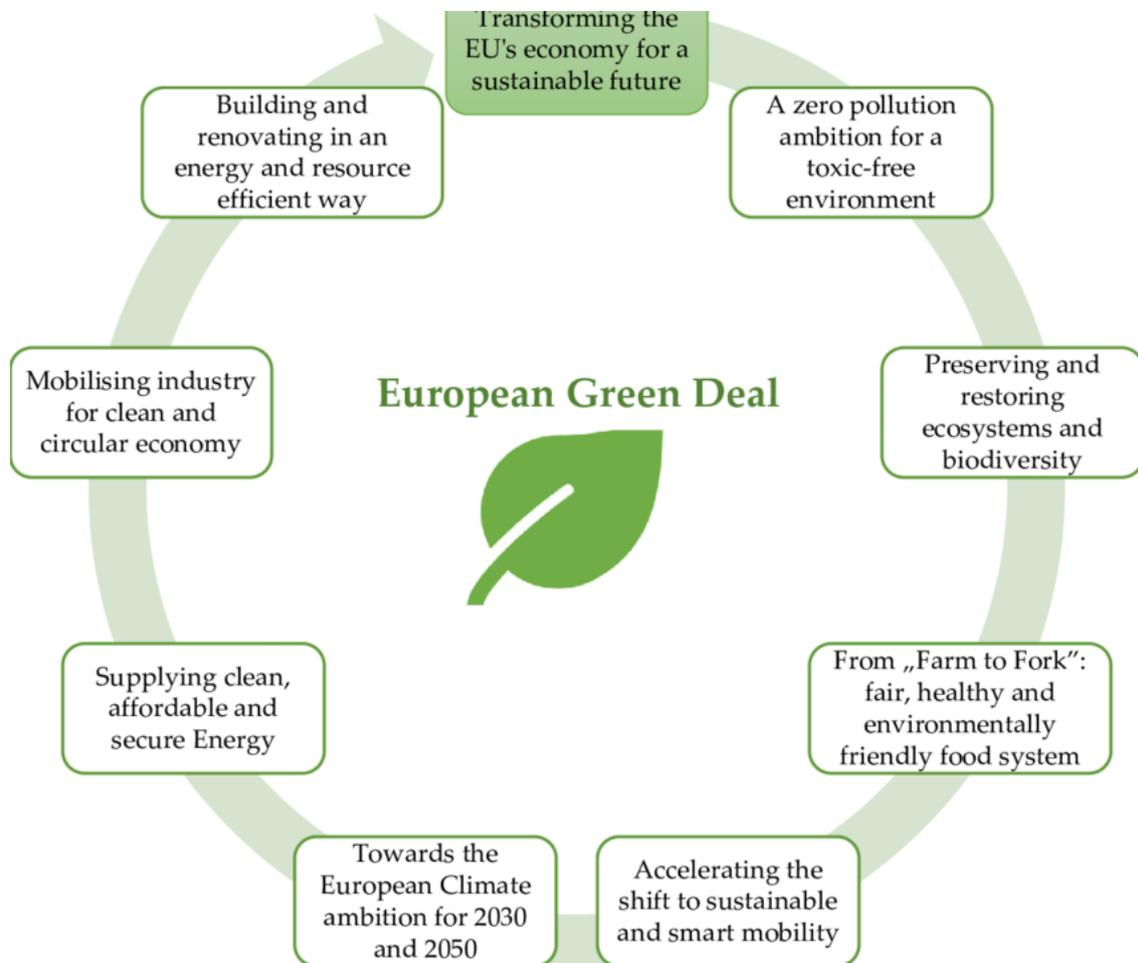 Transforming the
EU's economy for a
sustainable future
A zero pollution
ambition for a
toxic-free
environment
Preserving and
restoring
ecosystems and
biodiversity
From „Farm to Fork”:
fair, healthy and
environmentally
friendly food system
Accelerating the
shift to sustainable
and smart mobility
Towards the
European Climate
ambition for 2030
and 2050
Supplying clean,
affordable and
secure Energy
Mobilising industry
for clean and
circular economy
Building and
renovating in an
energy and resource
efficient way
European Green Deal